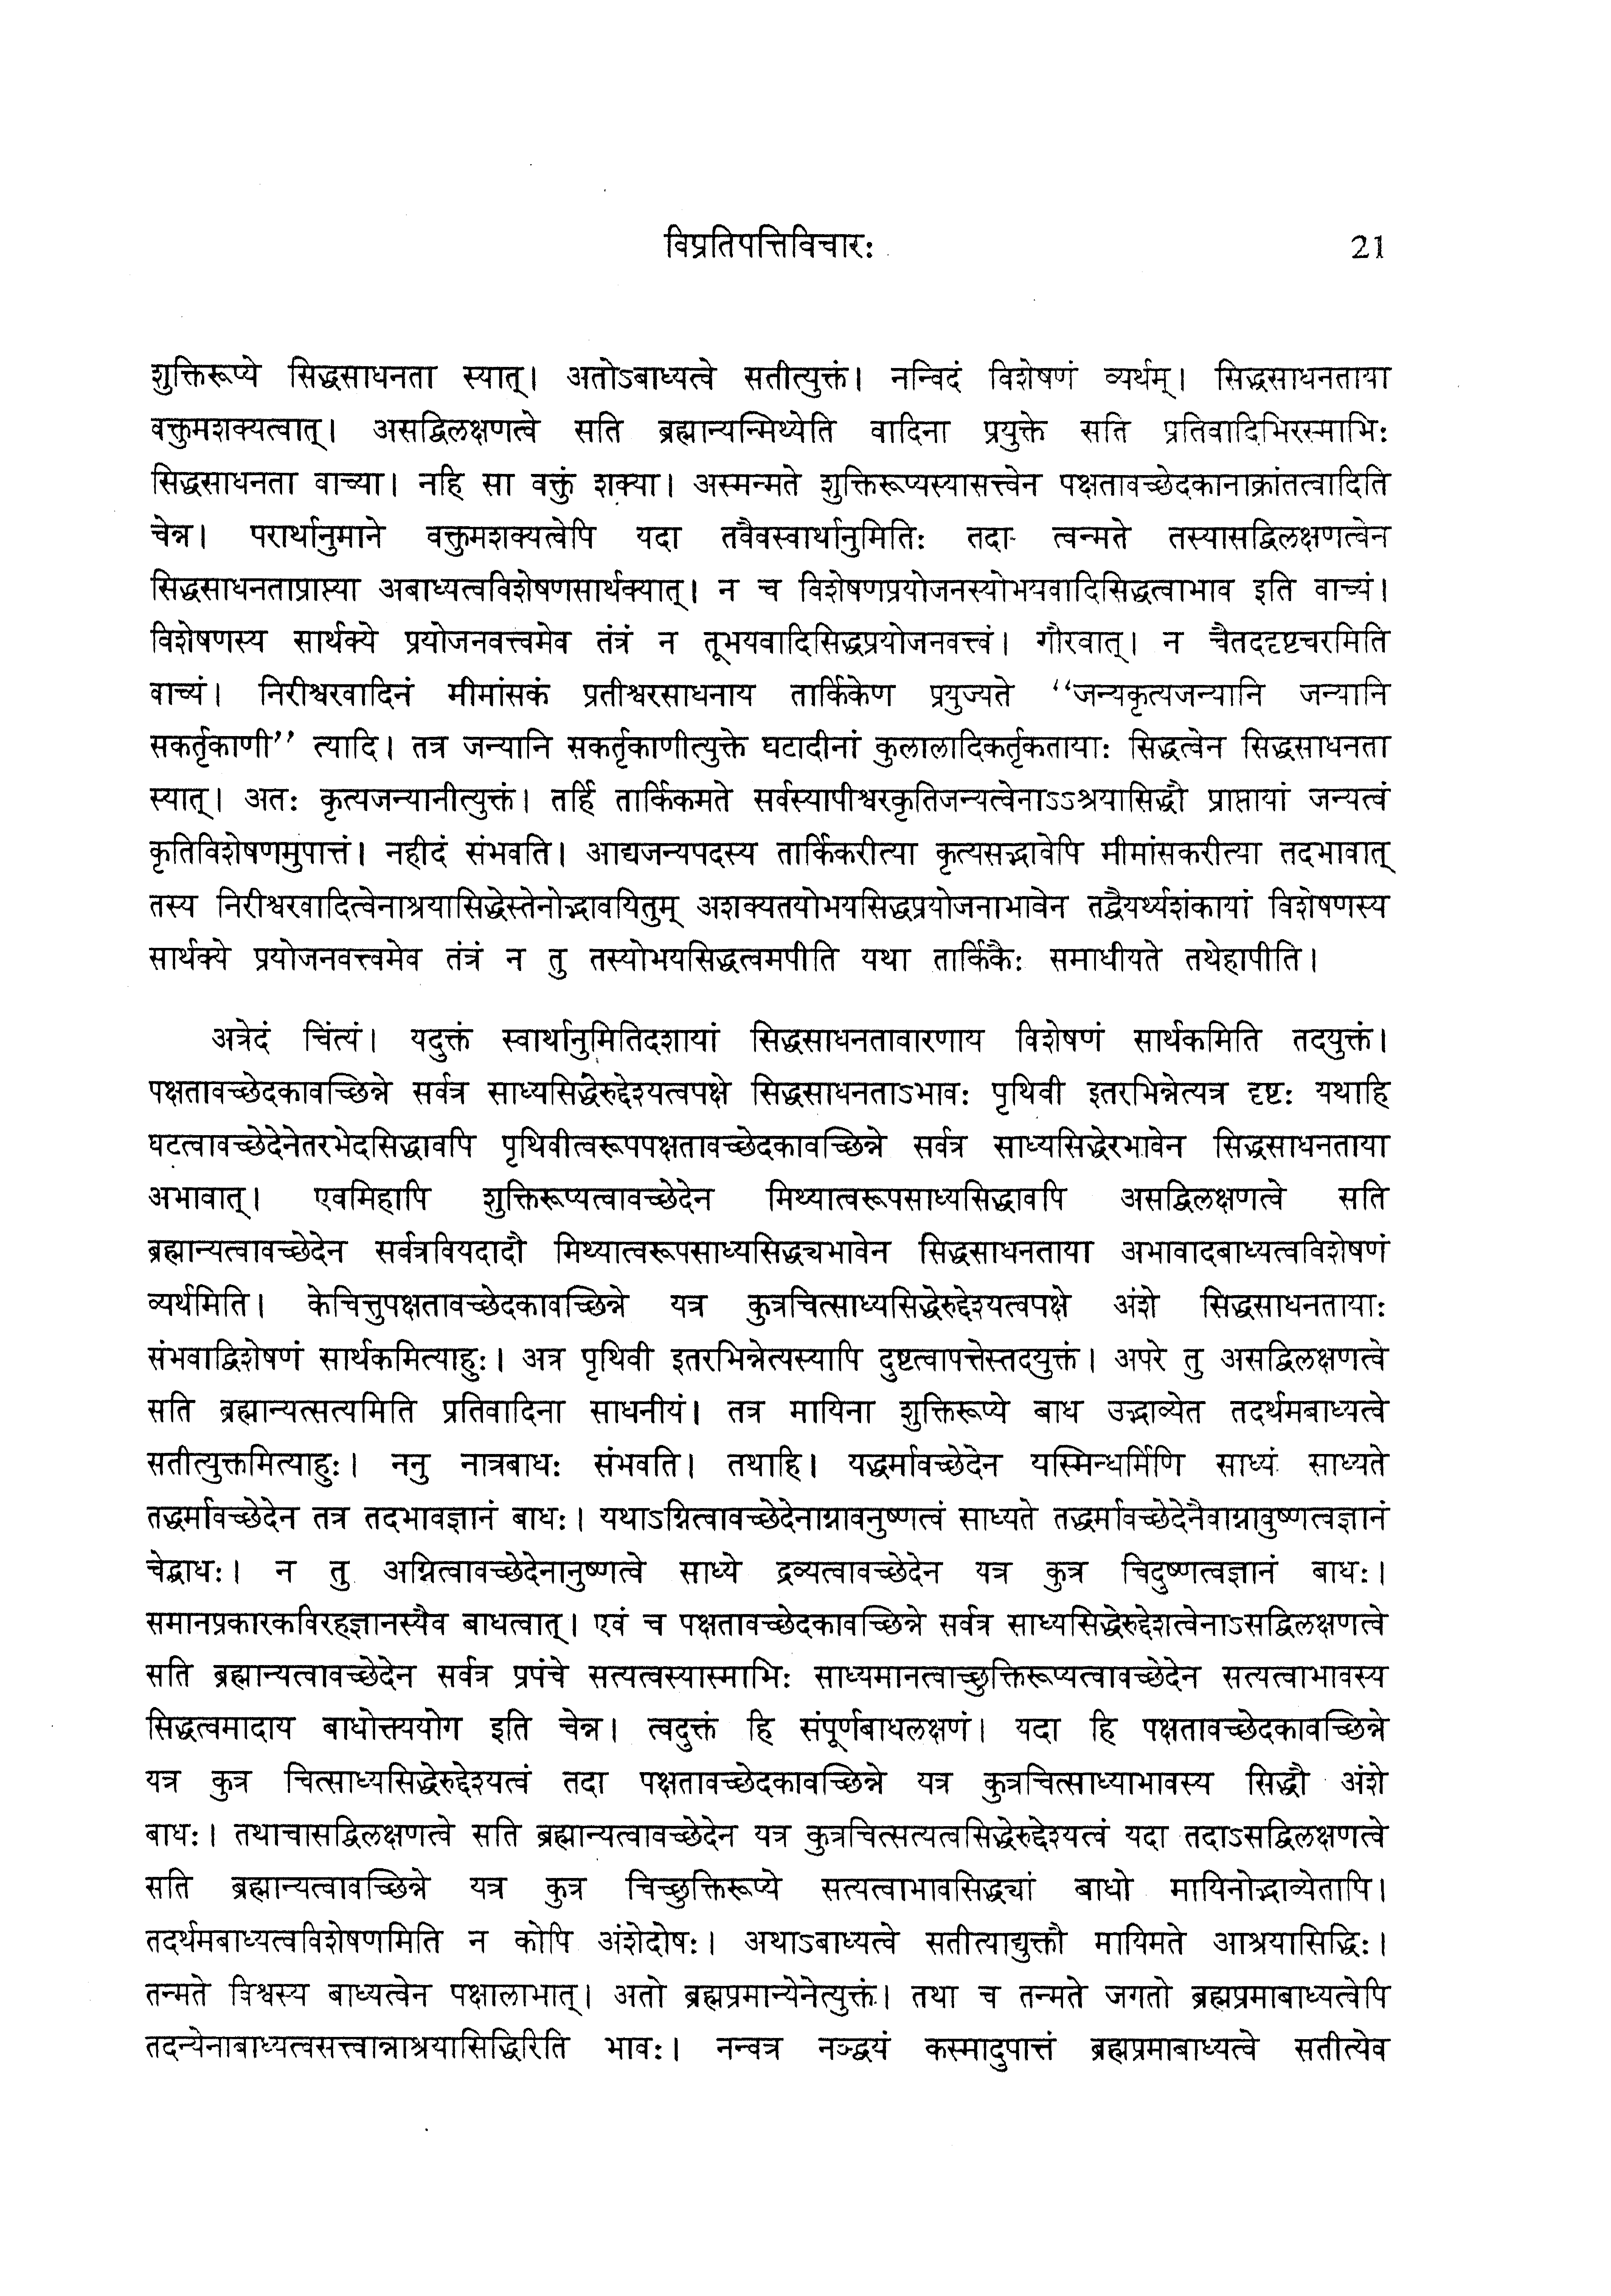 विप्रतिपत्तिविचारः 21
शुक्तिरूप्ये सिद्धसाधनता स्यात्। अतोऽबाध्यत्वे सतीत्युक्तं। नन्विदं विशेषणं व्यर्थम्। सिद्धसाधनताया
वक्तुमशक्यत्वात्। असद्विलक्षणत्वे सति ब्रह्मान्यन्मिथ्येति वादिना प्रयुक्ते सति प्रतिवादिभिरस्माभिः
सिद्धसाधनता वाच्या। नहि सा वक्तुं शक्या। अस्मन्मते शुक्तिरूप्यस्यासत्त्वेन पक्षतावच्छेदकानाक्रांतत्वादिति
चेन्न। परार्थानुमाने वक्तुमशक्यत्वेपि यदा तवैवस्वार्थानुमितिः तदा त्वन्मते तस्यासद्विलक्षणत्वेन
सिद्धसाधनताप्राप्त्या अबाध्यत्वविशेषणसार्थक्यात्। न च विशेषणप्रयोजनस्योभयवादिसिद्धत्वाभाव इति वाच्यं।
विशेषणस्य सार्थक्ये प्रयोजनवत्त्वमेव तंत्रं न तूभयवादिसिद्धप्रयोजनवत्त्वं। गौरवात्। न चैतददृष्टचरमिति
वाच्यं। निरीश्वरवादिनं मीमांसकं प्रतीश्वरसाधनाय तार्किकेण प्रयुज्यते “जन्यकृत्यजन्यानि जन्यानि
सकर्तृकाणी” त्यादि। तत्र जन्यानि सकर्तृकाणीत्युक्ते घटादीनां कुलालादिकर्तृकतायाः सिद्धत्वेन सिद्धसाधनता
स्यात्। अतः कृत्यजन्यानीत्युक्तं। तर्हि तार्किकमते सर्वस्यापीश्वरकृतिजन्यत्वेनाऽऽश्रयासिद्धौ प्राप्तायां जन्यत्वं
कृतिविशेषणमुपात्तं। नहीदं संभवति। आद्यजन्यपदस्य तार्किकरीत्या कृत्यसद्भावेपि मीमांसकरीत्या तदभावात्
तस्य निरीश्वरवादित्वेनाश्रयासिद्धेस्तेनोद्भावयितुम् अशक्यतयोभयसिद्धप्रयोजनाभावेन तद्वैयर्थ्यशंकायां विशेषणस्य
सार्थक्ये प्रयोजनवत्त्वमेव तंत्रं न तु तस्योभयसिद्धत्वमपीति यथा तार्किकैः समाधीयते तथेहापीति।
अत्रेदं चिंत्यं। यदुक्तं स्वार्थानुमितिदशायां सिद्धसाधनतावारणाय विशेषणं सार्थकमिति तदयुक्तं।
पक्षतावच्छेदकावच्छिन्ने सर्वत्र साध्यसिद्धेरुद्देश्यत्वपक्षे सिद्धसाधनताऽभावः पृथिवी इतरभिन्नेत्यत्र दृष्टः यथाहि
घटत्वावच्छेदेनेतरभेदसिद्धावपि पृथिवीत्वरूपपक्षतावच्छेदकावच्छिन्ने सर्वत्र साध्यसिद्धेरभावेन सिद्धसाधनताया
अभावात्। एवमिहापि शुक्तिरूप्यत्वावच्छेदेन मिथ्यात्वरूपसाध्यसिद्धावपि असद्विलक्षणत्वे सति
ब्रह्मान्यत्वावच्छेदेन सर्वत्रवियदादौ मिथ्यात्वरूपसाध्यसिद्ध्यभावेन सिद्धसाधनताया अभावादबाध्यत्वविशेषणं
व्यर्थमिति। केचित्तुपक्षतावच्छेदकावच्छिन्ने यत्र कुत्रचित्साध्यसिद्धेरुद्देश्यत्वपक्षे अंशे सिद्धसाधनतायाः
संभवाद्विशेषणं सार्थकमित्याहुः। अत्र पृथिवी इतरभिन्नेत्यस्यापि दुष्टत्वापत्तेस्तदयुक्तं। अपरे तु असद्विलक्षणत्वे
सति ब्रह्मान्यत्सत्यमिति प्रतिवादिना साधनीयं। तत्र मायिना शुक्तिरूप्ये बाध उद्भाव्येत तदर्थमबाध्यत्वे
सतीत्युक्तमित्याहुः। ननु नात्रबाधः संभवति। तथाहि। यद्धर्मावच्छेदेन यस्मिन्धर्मिणि साध्यं साध्यते
तद्धर्मावच्छेदेन तत्र तदभावज्ञानं बाधः। यथाऽग्नित्वावच्छेदेनाग्नावनुष्णत्वं साध्यते तद्धर्मावच्छेदेनैवाग्नावुष्णत्वज्ञानं
चेद्बाधः। न तु अग्नित्वावच्छेदेनानुष्णत्वे साध्ये द्रव्यत्वावच्छेदेन यत्र कुत्र चिदुष्णत्वज्ञानं बाधः।
समानप्रकारकविरहज्ञानस्यैव बाधत्वात्। एवं च पक्षतावच्छेदकावच्छिन्ने सर्वत्र साध्यसिद्धेरुद्देशत्वेनाऽसद्विलक्षणत्वे
सति ब्रह्मान्यत्वावच्छेदेन सर्वत्र प्रपंचे सत्यत्वस्यास्माभिः साध्यमानत्वाच्छुक्तिरूप्यत्वावच्छेदेन सत्यत्वाभावस्य
सिद्धत्वमादाय बाधोत्तययोग इति चेन्न। त्वदुक्तं हि संपूर्णबाधलक्षणं। यदा हि पक्षतावच्छेदकावच्छिन्ने
यत्र कुत्र चित्साध्यसिद्धेरुद्देश्यत्वं तदा पक्षतावच्छेदकावच्छिन्ने यत्र कुत्रचित्साध्याभावस्य सिद्धौ अंशे
बाधः। तथाचासद्विलक्षणत्वे सति ब्रह्मान्यत्वावच्छेदेन यत्र कुत्रचित्सत्यत्वसिद्धेरुद्देश्यत्वं यदा तदाऽसद्विलक्षणत्वे
सति ब्रह्मान्यत्वावच्छिन्ने यत्र कुत्र चिच्छुक्तिरूप्ये सत्यत्वाभावसिद्ध्यां बाधो मायिनोद्भाव्येतापि।
तदर्थमबाध्यत्वविशेषणमिति न कोपि अंशेदोषः। अथाऽबाध्यत्वे सतीत्याद्युक्तौ मायिमते आश्रयासिद्धिः।
तन्मते विश्वस्य बाध्यत्वेन पक्षालाभात्। अतो ब्रह्मप्रमान्येनेत्युक्तं। तथा च तन्मते जगतो ब्रह्मप्रमाबाध्यत्वेपि
तदन्येनाबाध्यत्वसत्त्वान्नाश्रयासिद्धिरिति भावः। नन्वत्र नञ्द्वयं कस्मादुपात्तं ब्रह्मप्रमाबाध्यत्वे सतीत्येव